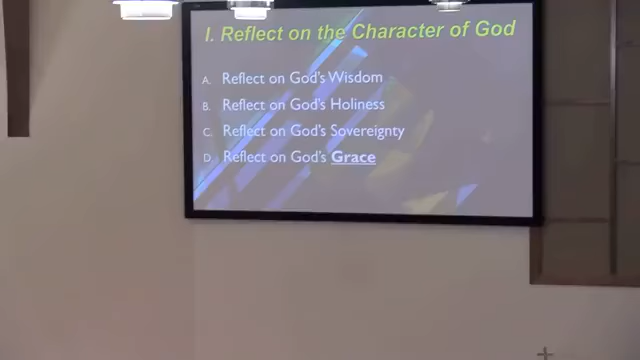 I. Reflect on the Character of God
A. Reflect on God's Wisdom
B. Reflect on God's Holiness
C. Reflect on God's Sovereignty
D. Reflect on God's Grace